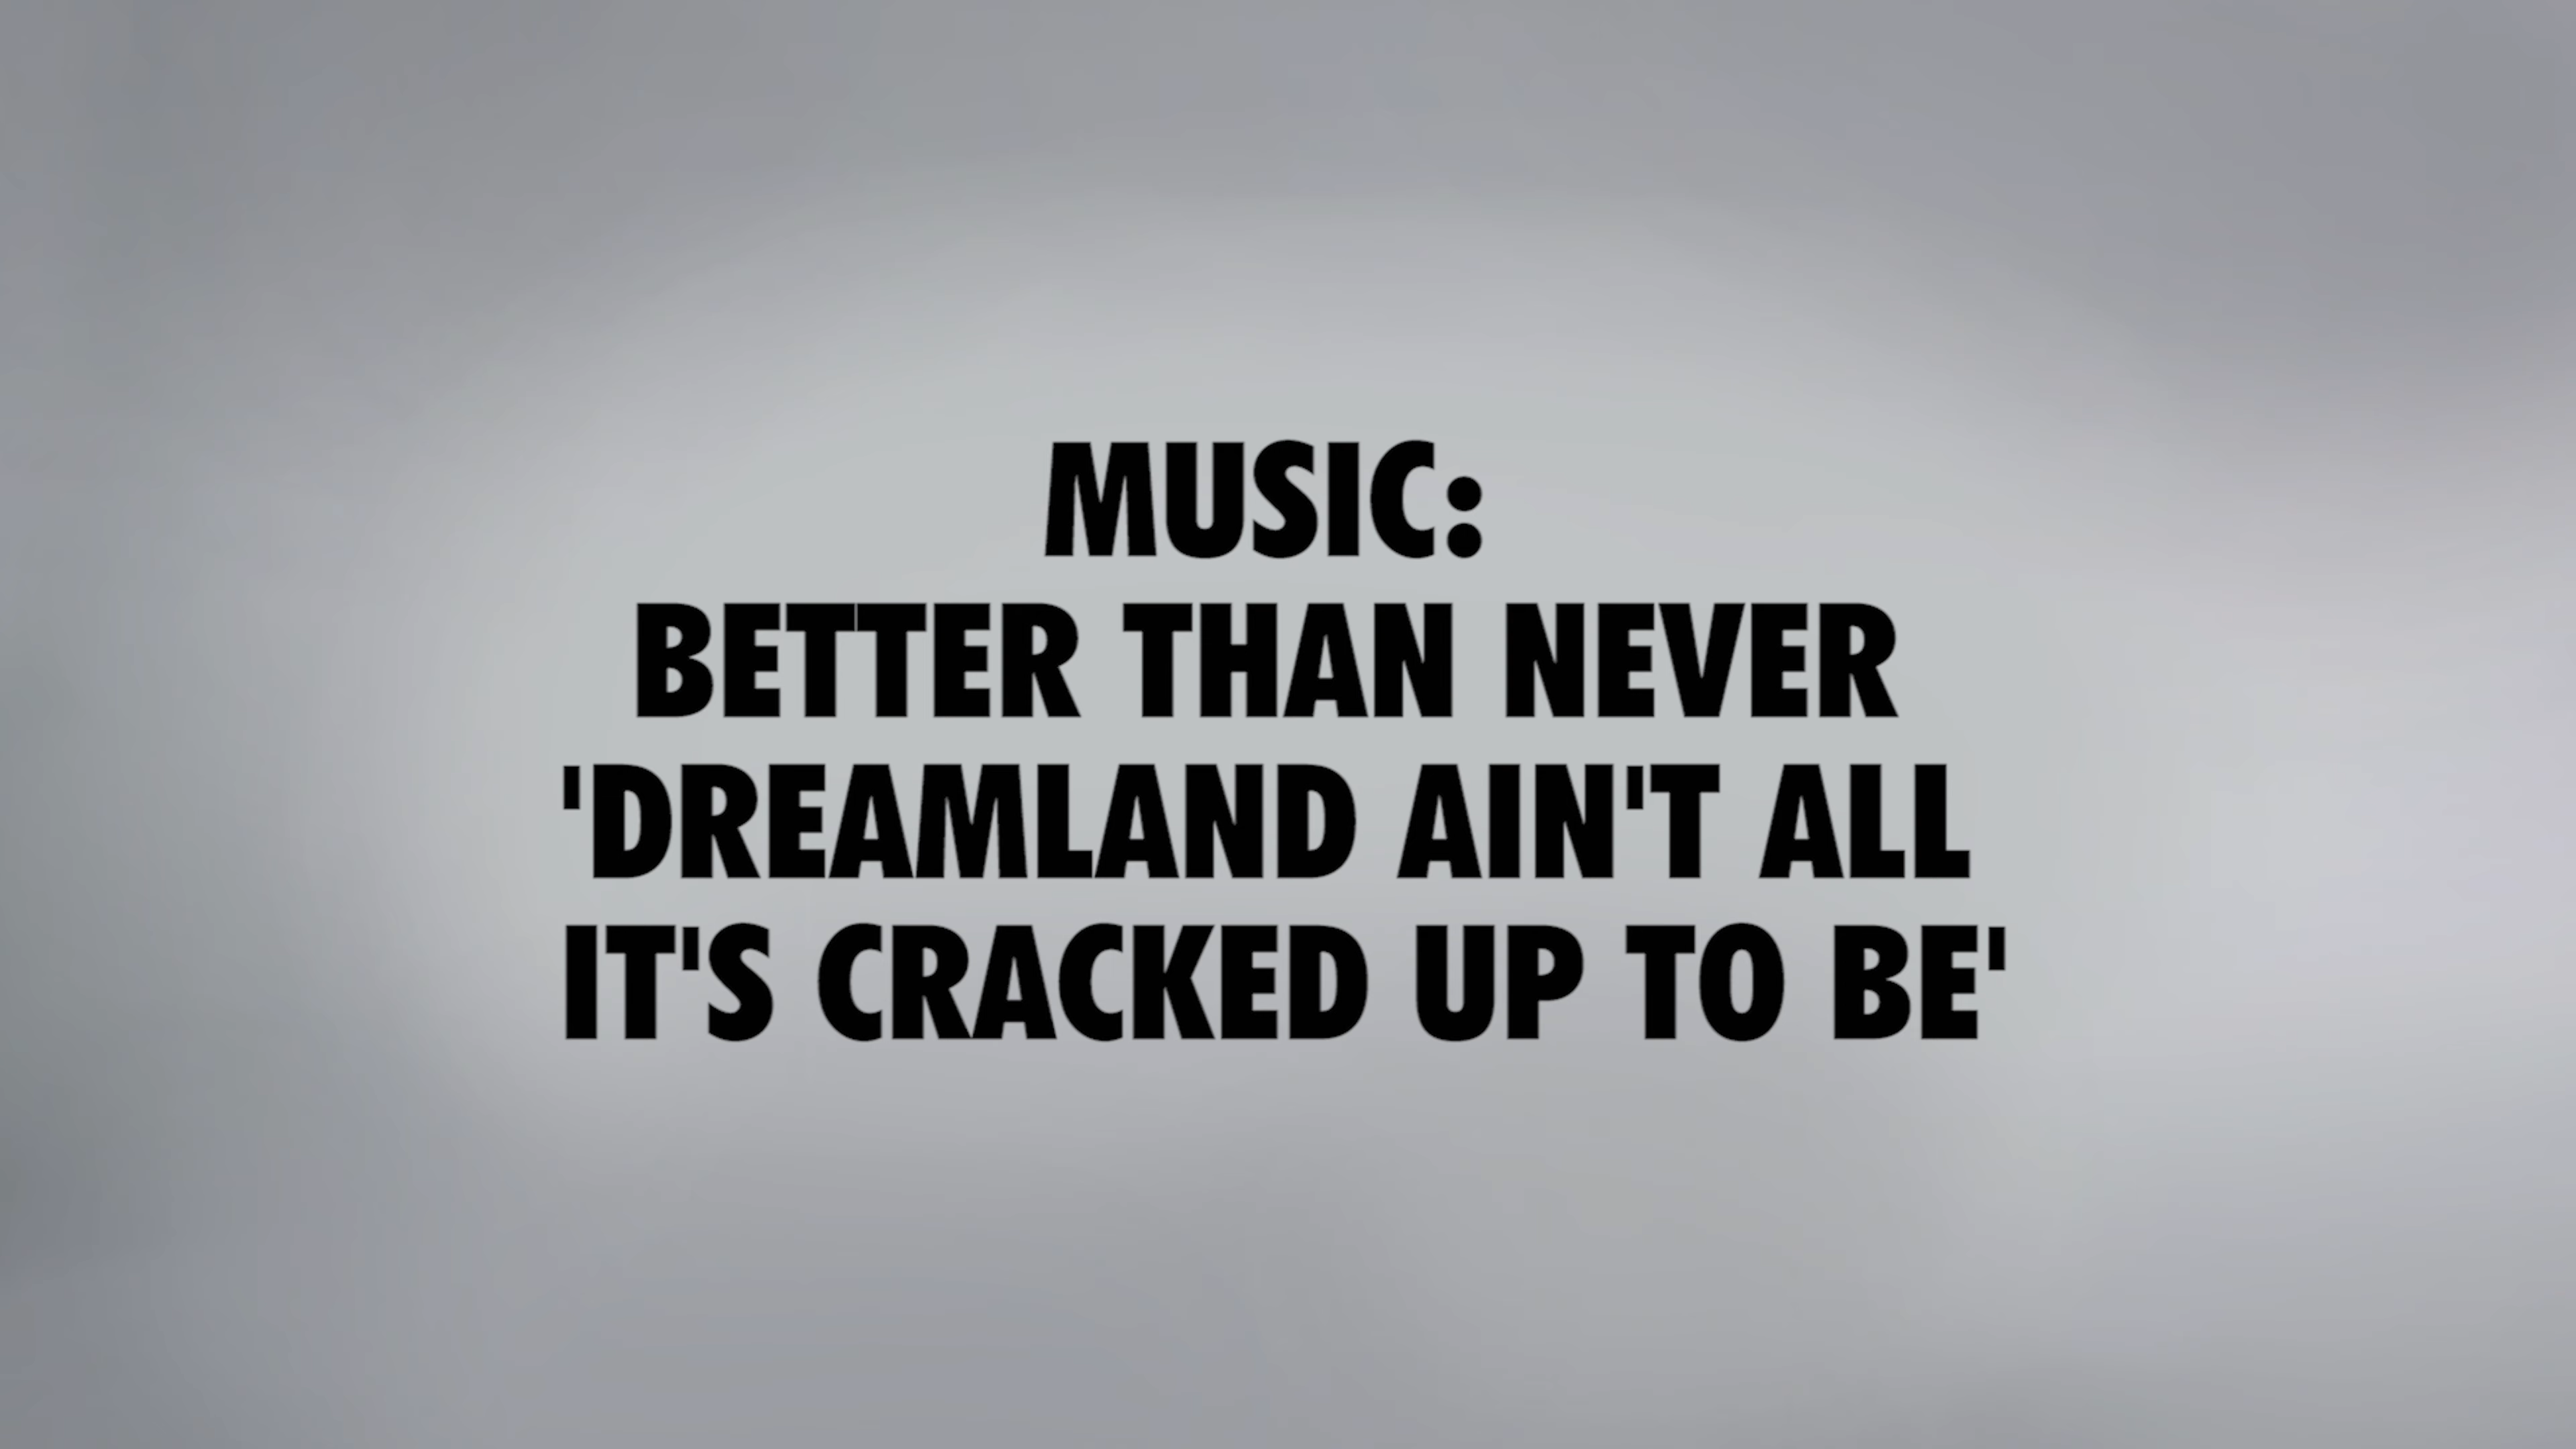 MUSIC:
BETTER THAN NEVER
'DREAMLAND AIN'T ALL
IT'S CRACKED UP TO BE'